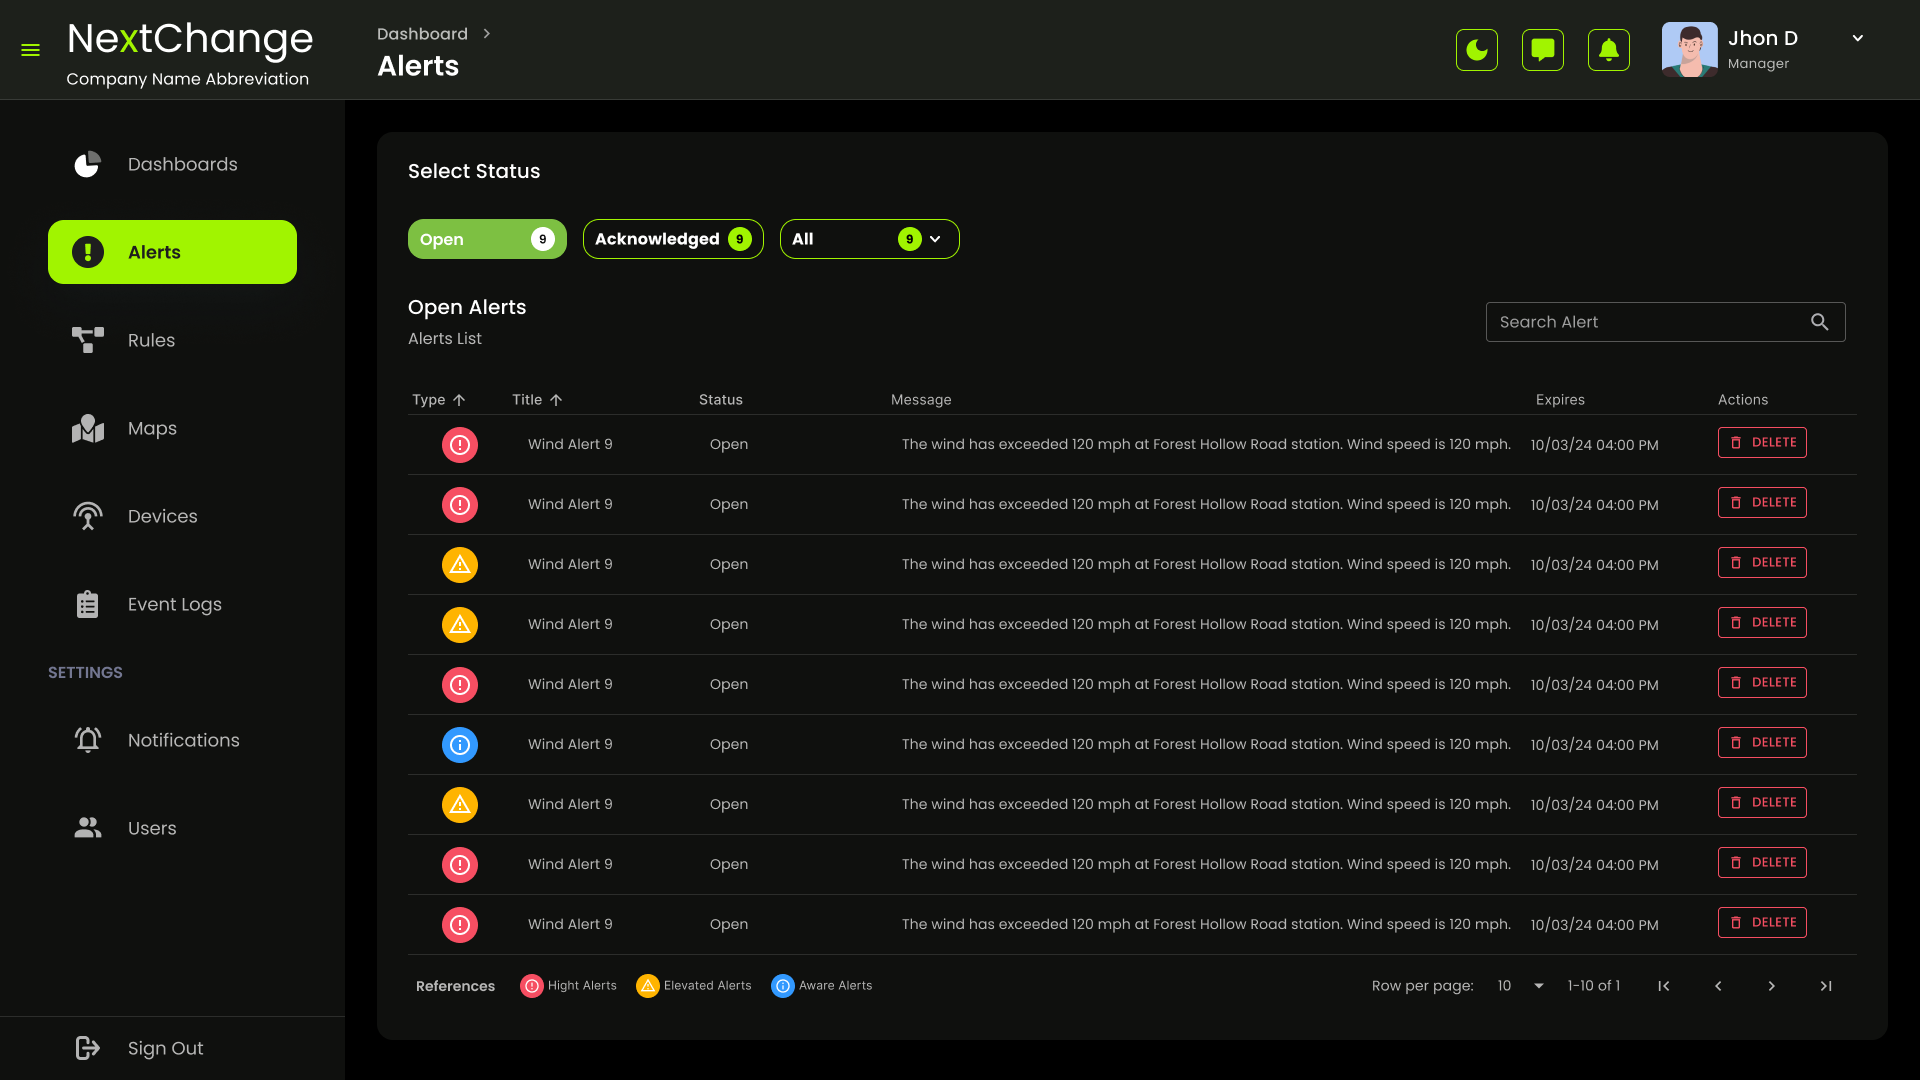 NextChange
Company Name Abbreviation
Dashboard
Alerts
Jhon D
Manager
Dashboards
Alerts
Rules
Maps
Devices
Event Logs
SETTINGS
Notifications
Users
Sign Out
Select Status
Open 9 Acknowledged 9 All 9
Open Alerts
Alerts List
Search Alert
Type Title Status Message Expires Actions
Wind Alert 9 Open The wind has exceeded 120 mph at Forest Hollow Road station. Wind speed is 120 mph. 10/03/24 04:00 PM DELETE
Wind Alert 9 Open The wind has exceeded 120 mph at Forest Hollow Road station. Wind speed is 120 mph. 10/03/24 04:00 PM DELETE
Wind Alert 9 Open The wind has exceeded 120 mph at Forest Hollow Road station. Wind speed is 120 mph. 10/03/24 04:00 PM DELETE
Wind Alert 9 Open The wind has exceeded 120 mph at Forest Hollow Road station. Wind speed is 120 mph. 10/03/24 04:00 PM DELETE
Wind Alert 9 Open The wind has exceeded 120 mph at Forest Hollow Road station. Wind speed is 120 mph. 10/03/24 04:00 PM DELETE
Wind Alert 9 Open The wind has exceeded 120 mph at Forest Hollow Road station. Wind speed is 120 mph. 10/03/24 04:00 PM DELETE
Wind Alert 9 Open The wind has exceeded 120 mph at Forest Hollow Road station. Wind speed is 120 mph. 10/03/24 04:00 PM DELETE
Wind Alert 9 Open The wind has exceeded 120 mph at Forest Hollow Road station. Wind speed is 120 mph. 10/03/24 04:00 PM DELETE
Wind Alert 9 Open The wind has exceeded 120 mph at Forest Hollow Road station. Wind speed is 120 mph. 10/03/24 04:00 PM DELETE
References Hight Alerts Elevated Alerts Aware Alerts Row per page: 10 1-10 of 1